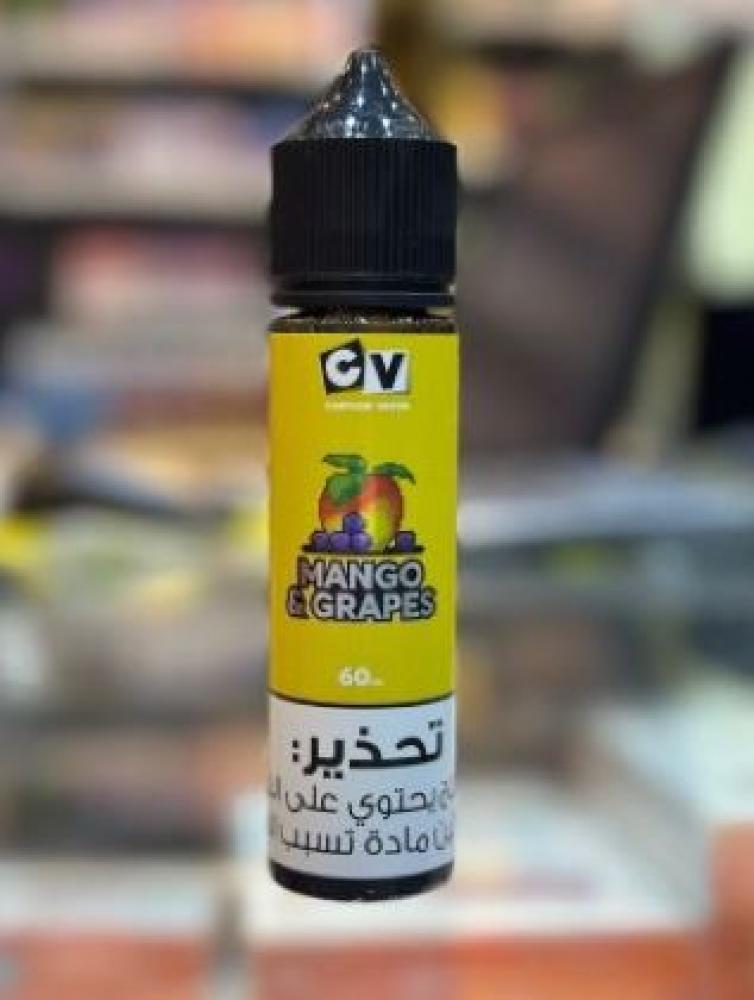 CV
MANGO
& GRAPES
60
تحذير:
يحتوي على
مادة تسبب